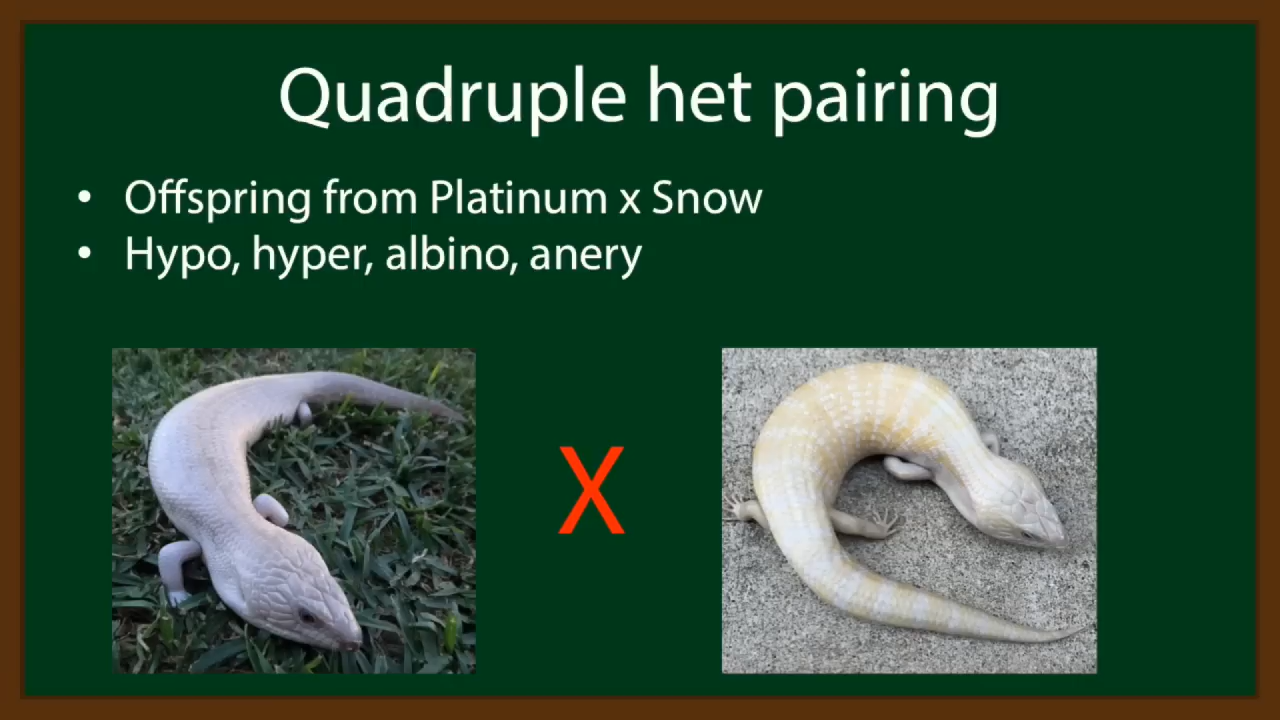 Quadruple het pairing
• Offspring from Platinum x Snow
• Hypo, hyper, albino, anery
X